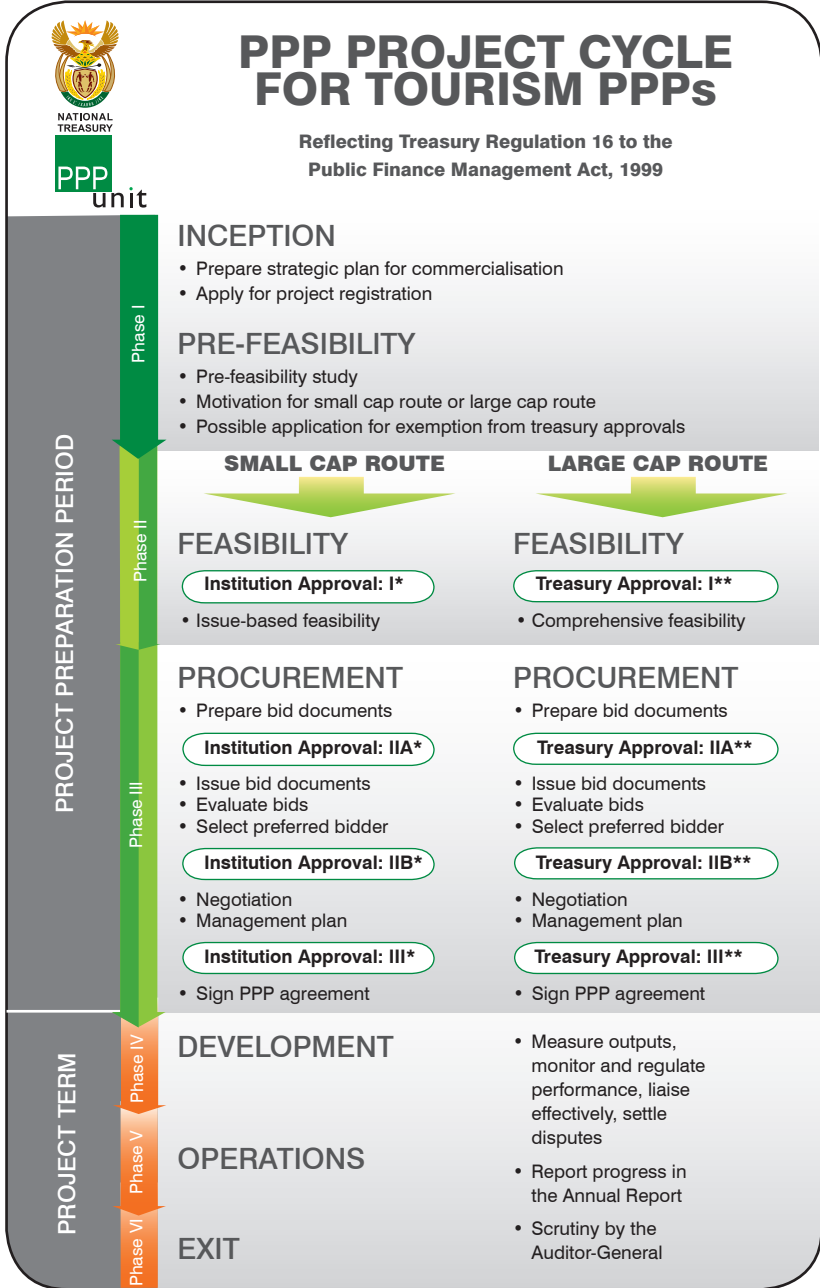 PPP PROJECT CYCLE
FOR TOURISM PPPs
NATIONAL
TREASURY
PPP
unit
Reflecting Treasury Regulation 16 to the
Public Finance Management Act, 1999
PROJECT PREPARATION PERIOD
Phase I
INCEPTION
• Prepare strategic plan for commercialisation
• Apply for project registration
PRE-FEASIBILITY
• Pre-feasibility study
• Motivation for small cap route or large cap route
• Possible application for exemption from treasury approvals
Phase II
SMALL CAP ROUTE
FEASIBILITY
Institution Approval: I*
• Issue-based feasibility
LARGE CAP ROUTE
FEASIBILITY
Treasury Approval: I**
• Comprehensive feasibility
Phase III
PROCUREMENT
• Prepare bid documents
Institution Approval: IIA*
• Issue bid documents
• Evaluate bids
• Select preferred bidder
Institution Approval: IIB*
• Negotiation
• Management plan
Institution Approval: III*
• Sign PPP agreement
PROCUREMENT
• Prepare bid documents
Treasury Approval: IIA**
• Issue bid documents
• Evaluate bids
• Select preferred bidder
Treasury Approval: IIB**
• Negotiation
• Management plan
Treasury Approval: III**
• Sign PPP agreement
PROJECT TERM
Phase IV
DEVELOPMENT
Phase V
OPERATIONS
Phase VI
EXIT
• Measure outputs,
monitor and regulate
performance, liaise
effectively, settle
disputes
• Report progress in
the Annual Report
• Scrutiny by the
Auditor-General